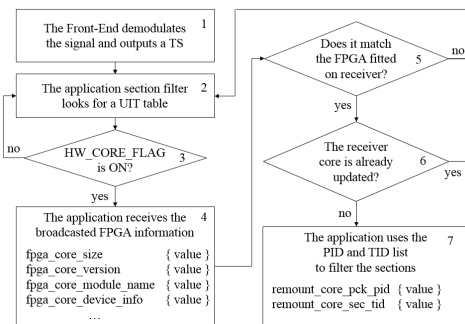 The Front-End demodulates 1
the signal and outputs a TS
The application section filter 2
looks for a UIT table
HW_CORE_FLAG 3
is ON?
no
yes
The application receives the 4
broadcasted FPGA information
fpga_core_size { value }
fpga_core_version { value }
fpga_core_module_name { value }
fpga_core_device_info { value }
...
Does it match
the FPGA fitted 5
on receiver?
no
yes
The receiver
core is already 6
updated?
yes
no
The application uses the 7
PID and TID list
to filter the sections
remount_core_pck_pid { value }
remount_core_sec_tid { value }